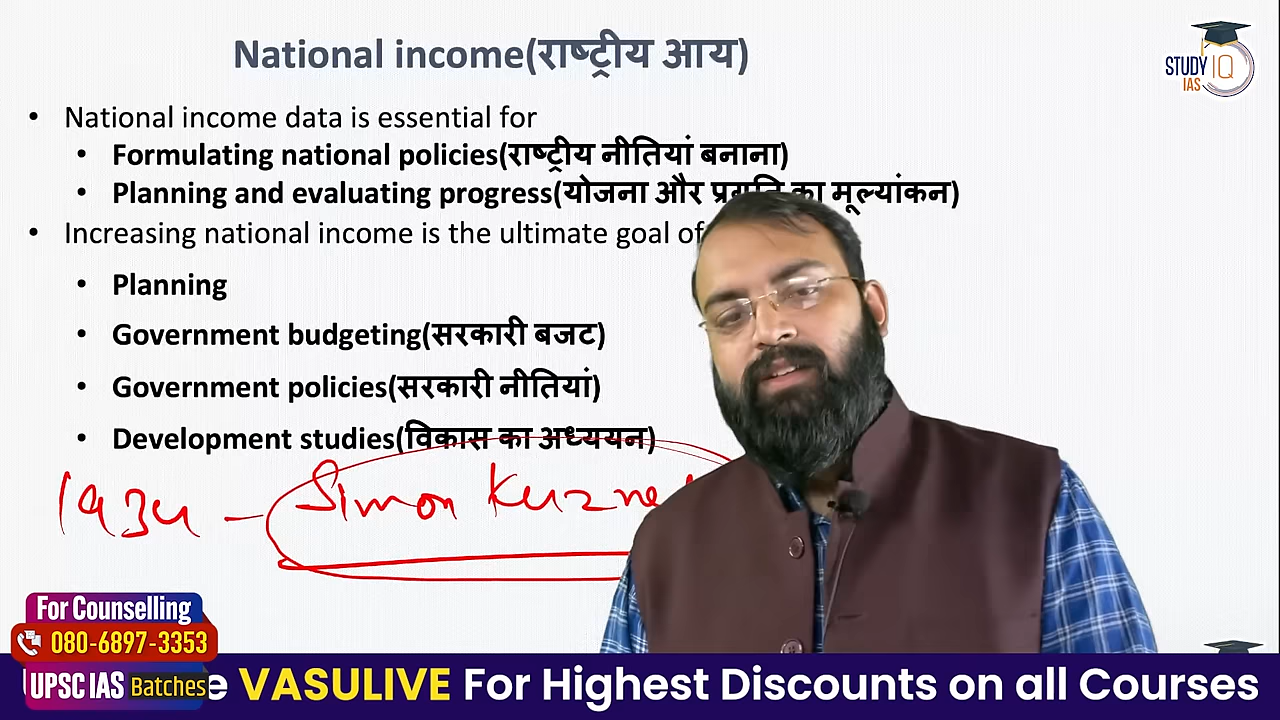 National income(राष्ट्रीय आय)
STUDY IQ
IAS
• National income data is essential for
• Formulating national policies(राष्ट्रीय नीतियां बनाना)
• Planning and evaluating progress(योजना और प्रगति का मूल्यांकन)
• Increasing national income is the ultimate goal of
• Planning
• Government budgeting(सरकारी बजट)
• Government policies(सरकारी नीतियां)
• Development studies(विकास का अध्ययन)
1934 - Simon
For Counselling
080-6897-3353
UPSC IAS Batches
VASULIVE For Highest Discounts on all Courses